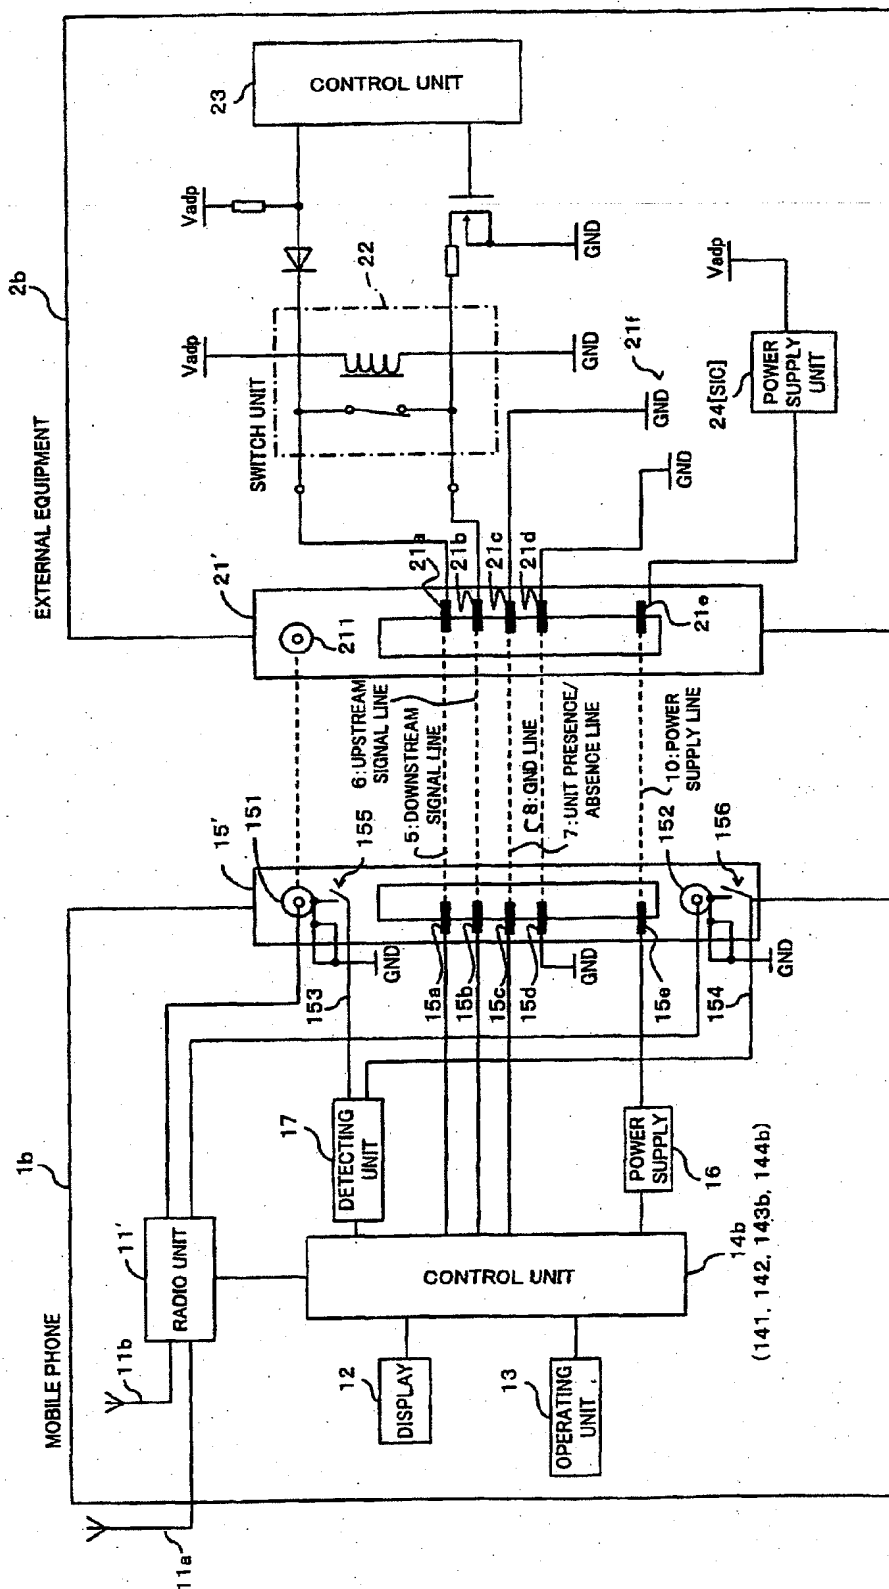 MOBILE PHONE
1b
11a
11b
11'
RADIO UNIT
12
DISPLAY
13
OPERATING
UNIT
CONTROL UNIT
14b
(141, 142, 143b, 144b)
17
DETECTING
UNIT
POWER
SUPPLY
16
153
154
15'
151
155
GND
15a
15b
15c
15d
GND
15e
152
156
GND
6:UPSTREAM
SIGNAL LINE
5:DOWNSTREAM
SIGNAL LINE
8:GND LINE
7:UNIT PRESENCE/
ABSENCE LINE
10:POWER
SUPPLY LINE
EXTERNAL EQUIPMENT
2b
21'
211
21a
21b
21c
21d
21e
SWITCH UNIT
22
Vadp
GND
Vadp
GND
GND
21f
GND
23
CONTROL UNIT
24[SIC]
POWER
SUPPLY
UNIT
Vadp